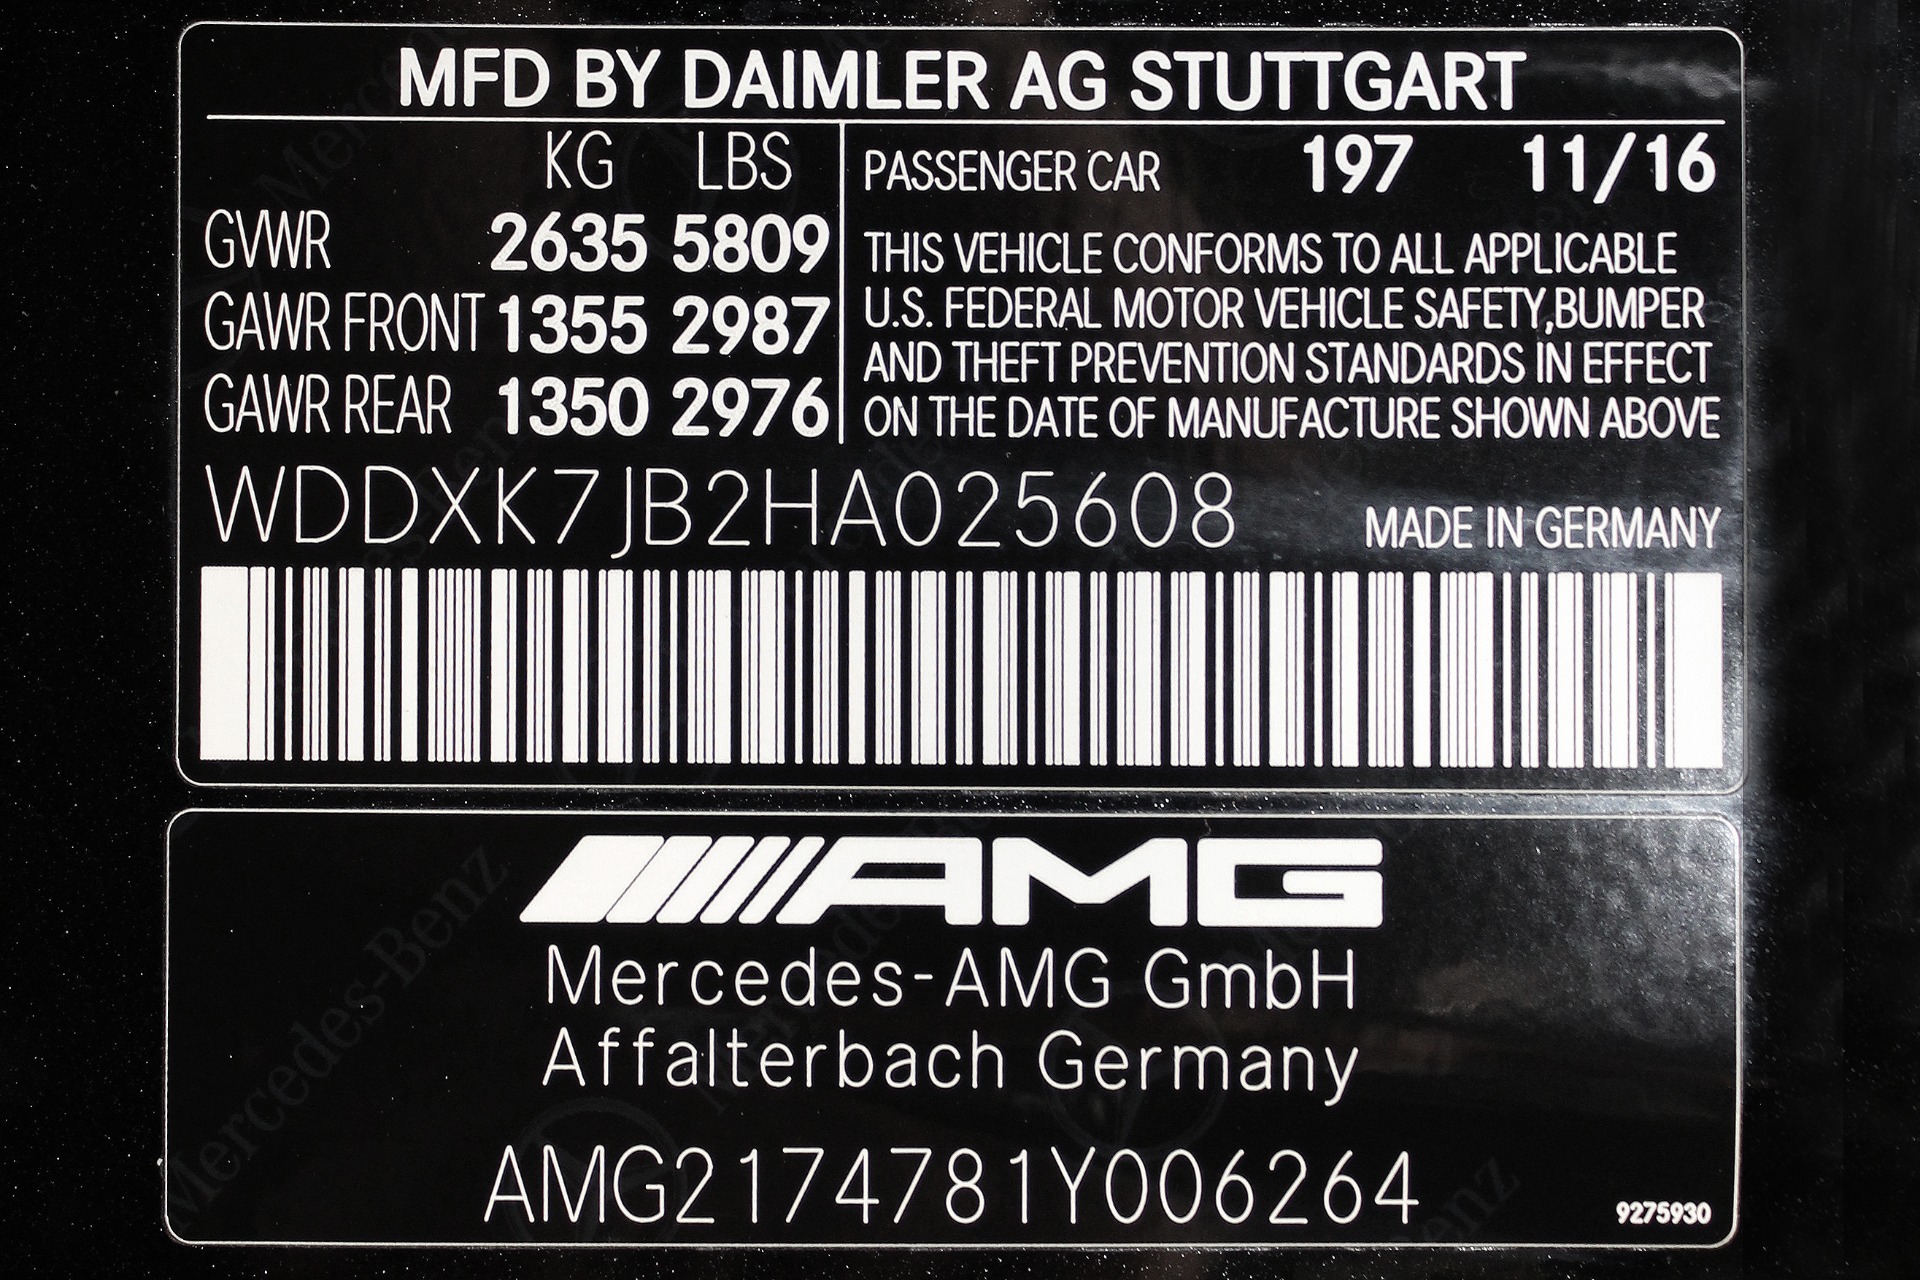 MFD BY DAIMLER AG STUTTGART
KG LBS
GVWR 2635 5809
GAWR FRONT 1355 2987
GAWR REAR 1350 2976
PASSENGER CAR 197 11/16
THIS VEHICLE CONFORMS TO ALL APPLICABLE
U.S. FEDERAL MOTOR VEHICLE SAFETY,BUMPER
AND THEFT PREVENTION STANDARDS IN EFFECT
ON THE DATE OF MANUFACTURE SHOWN ABOVE
WDDXK7JB2HA025608
MADE IN GERMANY
AMG
Mercedes-AMG GmbH
Affalterbach Germany
AMG2174781Y006264
9275930
Mercedes-Benz